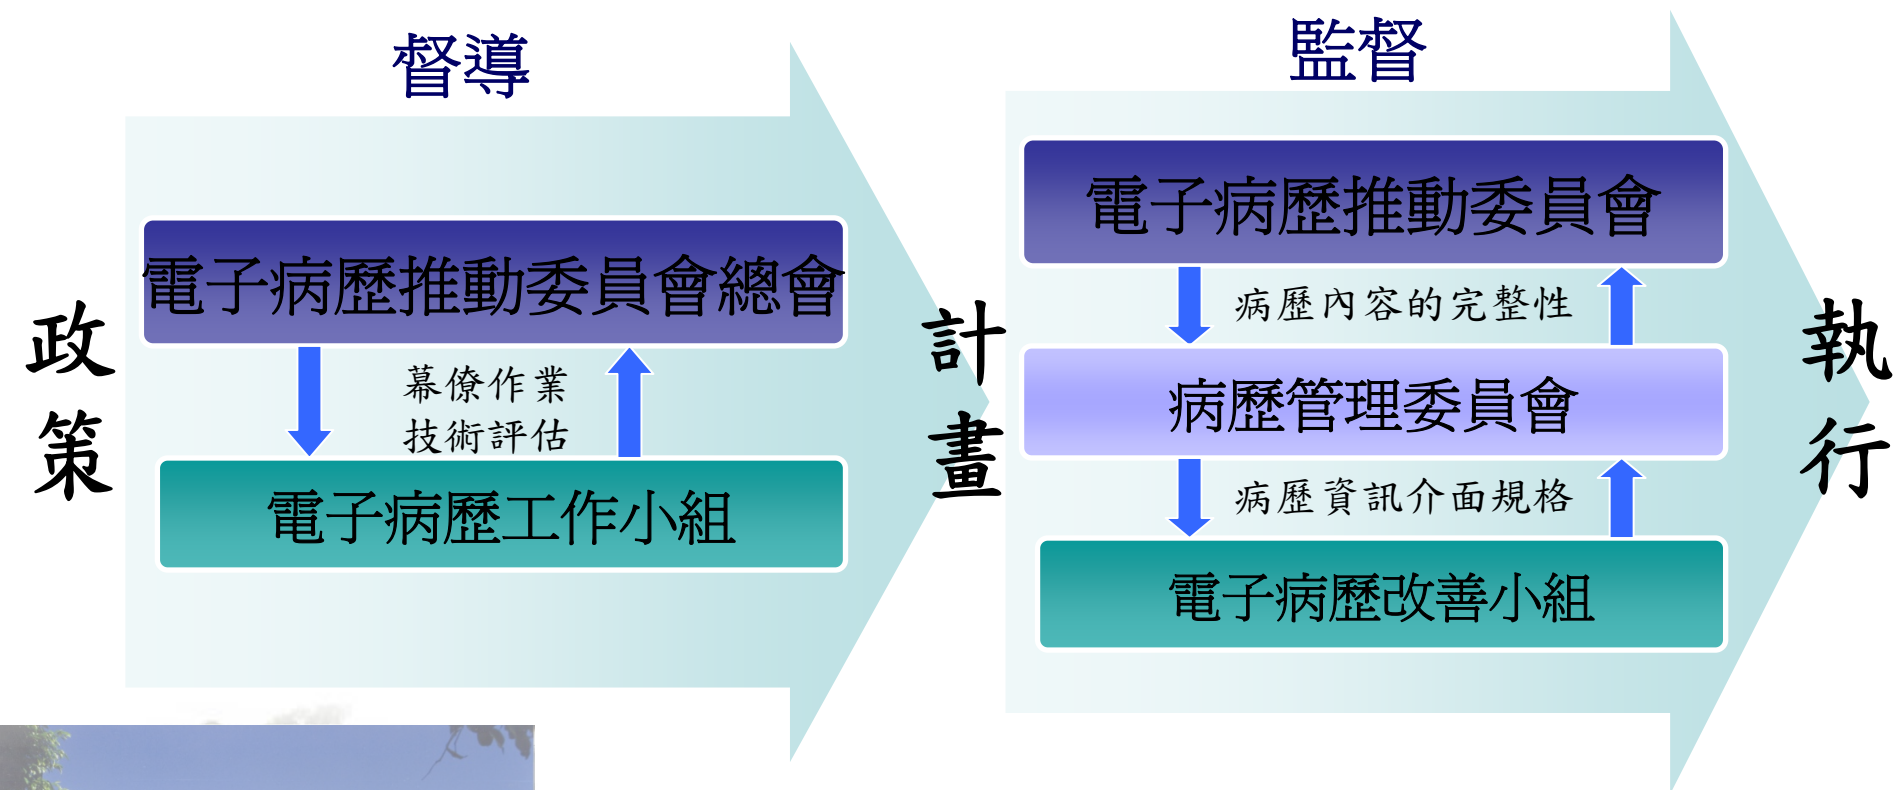 督導
監督
政策
電子病歷推動委員會總會
幕僚作業
技術評估
電子病歷工作小組
計畫
電子病歷推動委員會
病歷內容的完整性
病歷管理委員會
病歷資訊介面規格
電子病歷改善小組
執行